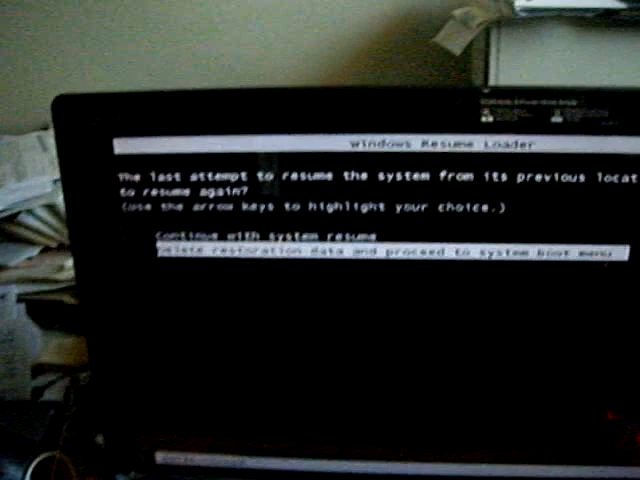 Windows Resume Loader
The last attempt to resume the system from its previous locat
to resume again?
(Use the arrow keys to highlight your choice.)
Continue with system resume
Delete restoration data and proceed to system boot menu